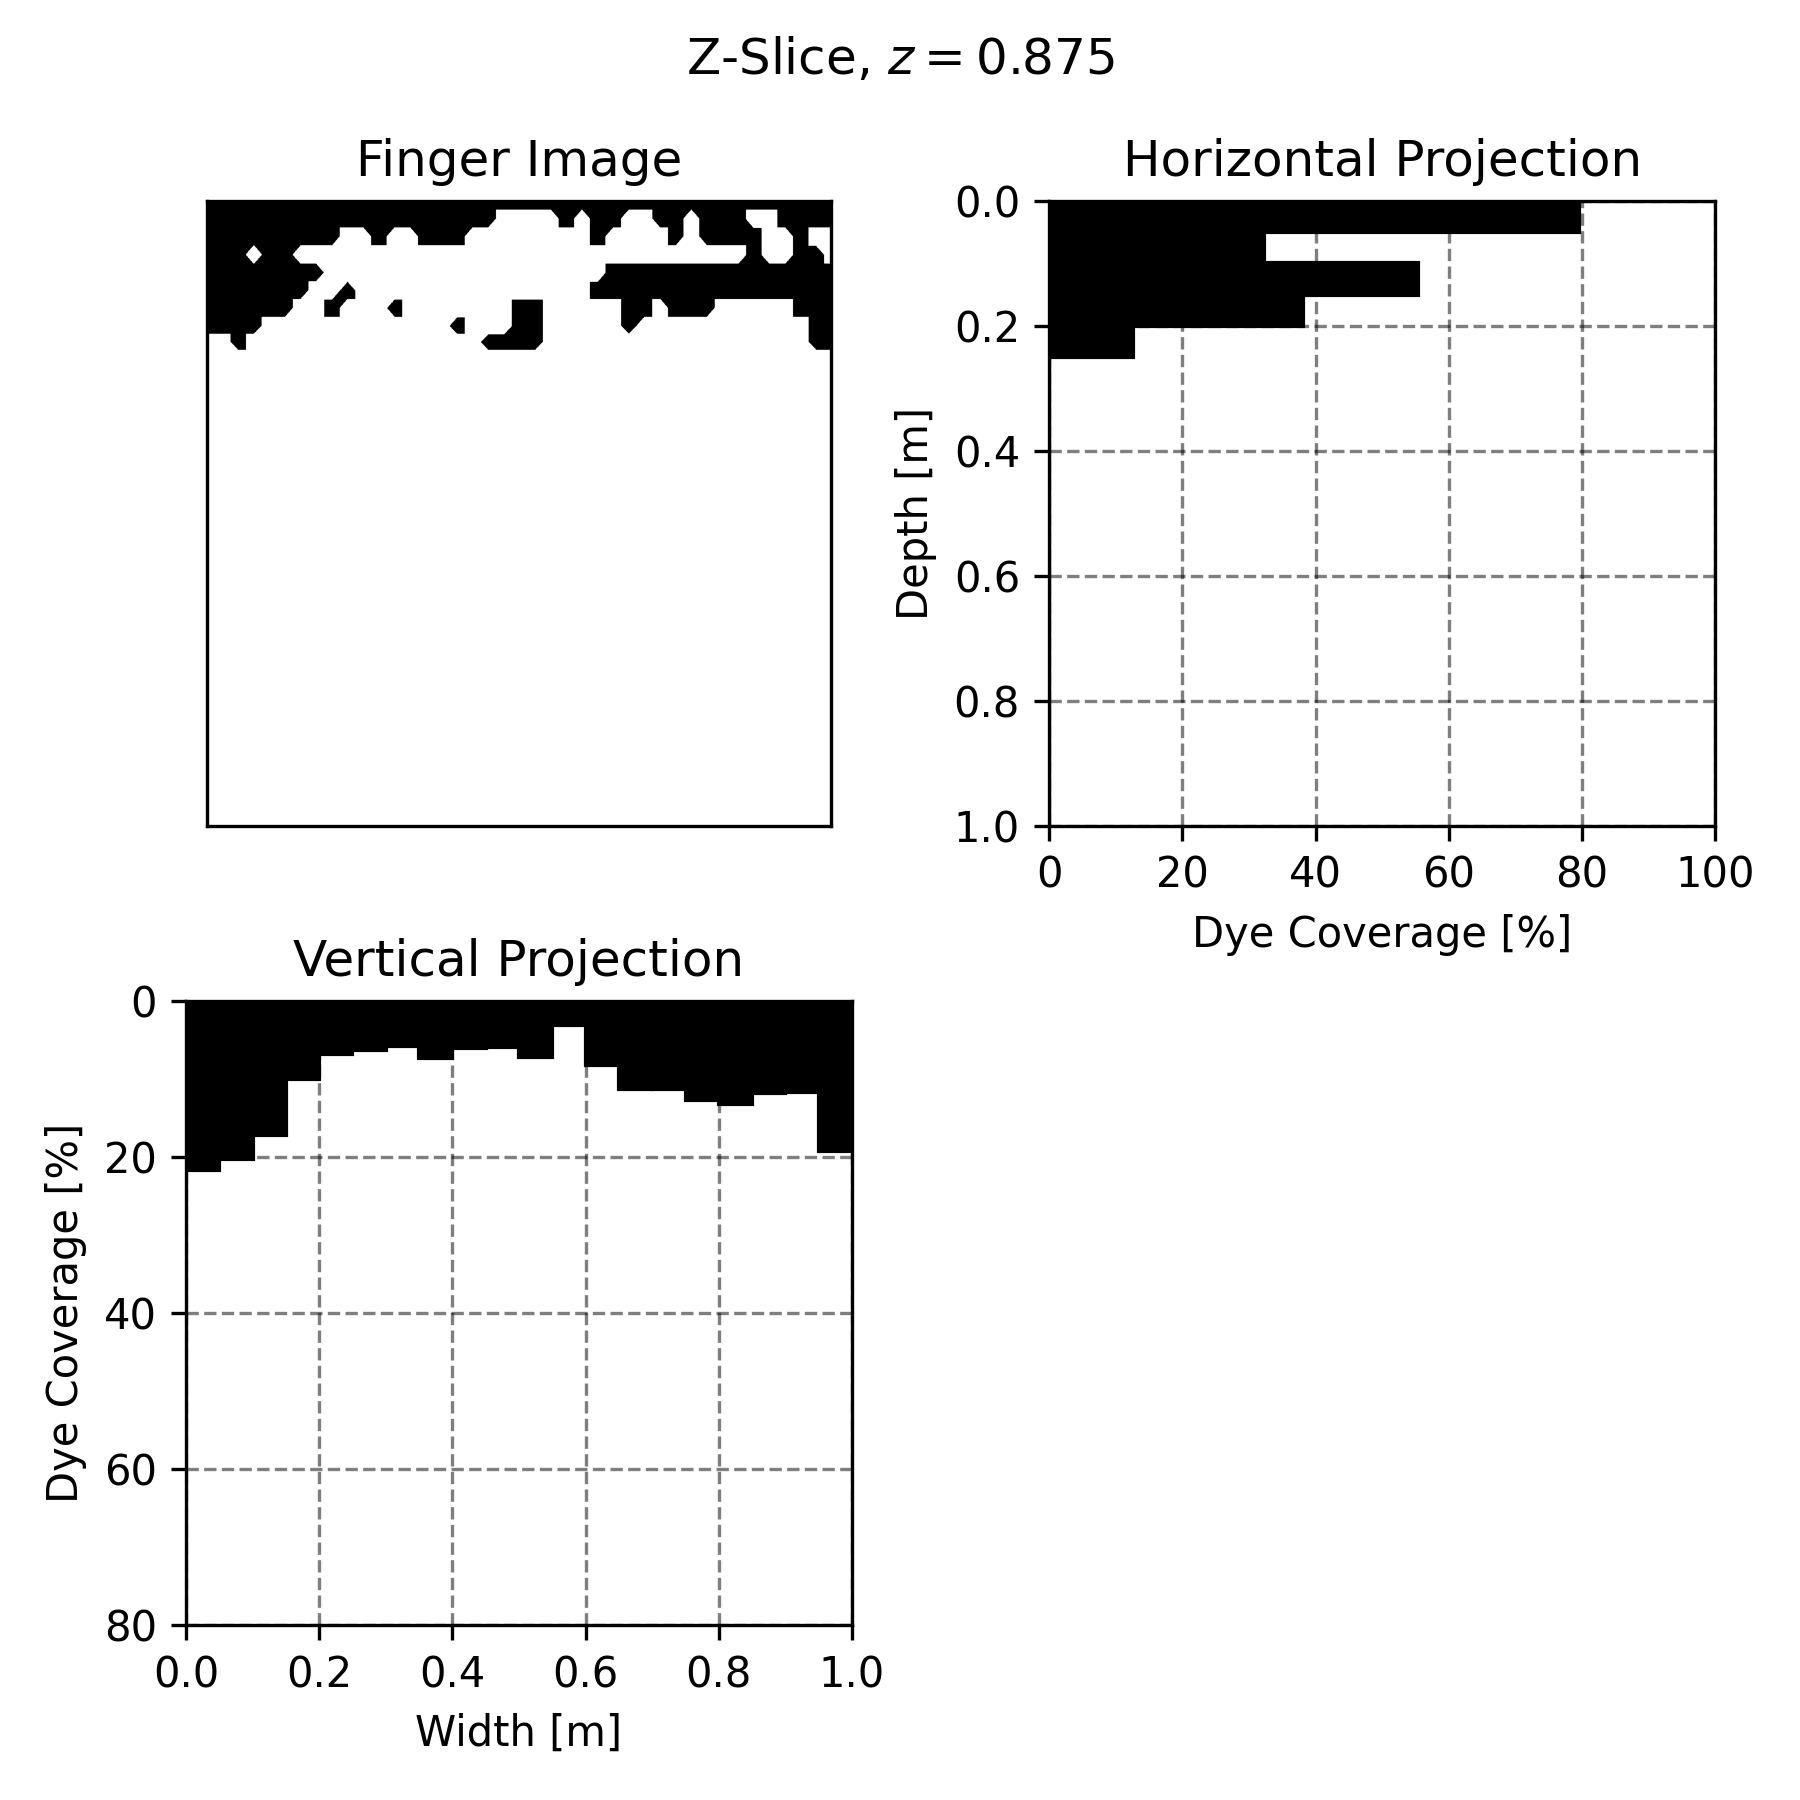 Z-Slice, z = 0.875
Finger Image
Horizontal Projection
0.0
0.2
0.4
0.6
0.8
1.0
Depth [m]
0 20 40 60 80 100
Dye Coverage [%]
Vertical Projection
0
20
40
60
80
Dye Coverage [%]
0.0 0.2 0.4 0.6 0.8 1.0
Width [m]